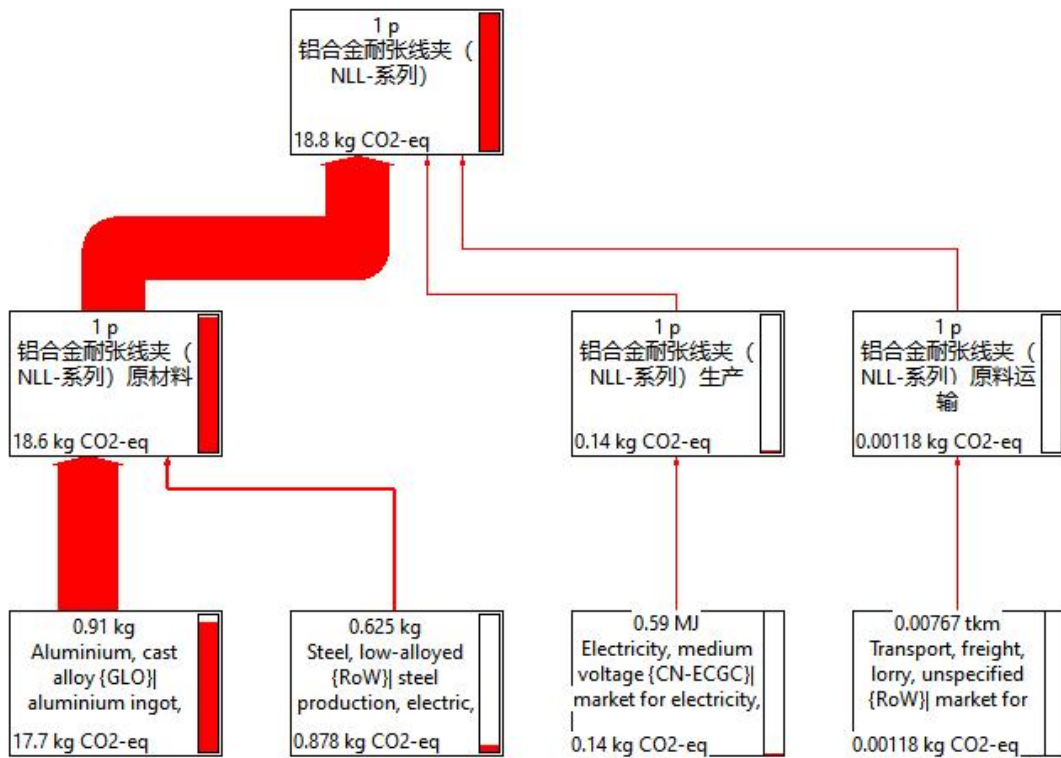 1 p
铝合金耐张线夹（
NLL-系列）
18.8 kg CO2-eq
1 p
铝合金耐张线夹（
NLL-系列）原材料
18.6 kg CO2-eq
1 p
铝合金耐张线夹（
NLL-系列）生产
0.14 kg CO2-eq
1 p
铝合金耐张线夹（
NLL-系列）原料运
输
0.00118 kg CO2-eq
0.91 kg
Aluminium, cast
alloy {GLO}|
aluminium ingot,
17.7 kg CO2-eq
0.625 kg
Steel, low-alloyed
{RoW}| steel
production, electric,
0.878 kg CO2-eq
0.59 MJ
Electricity, medium
voltage {CN-ECGC}|
market for electricity,
0.14 kg CO2-eq
0.00767 tkm
Transport, freight,
lorry, unspecified
{RoW}| market for
0.00118 kg CO2-eq